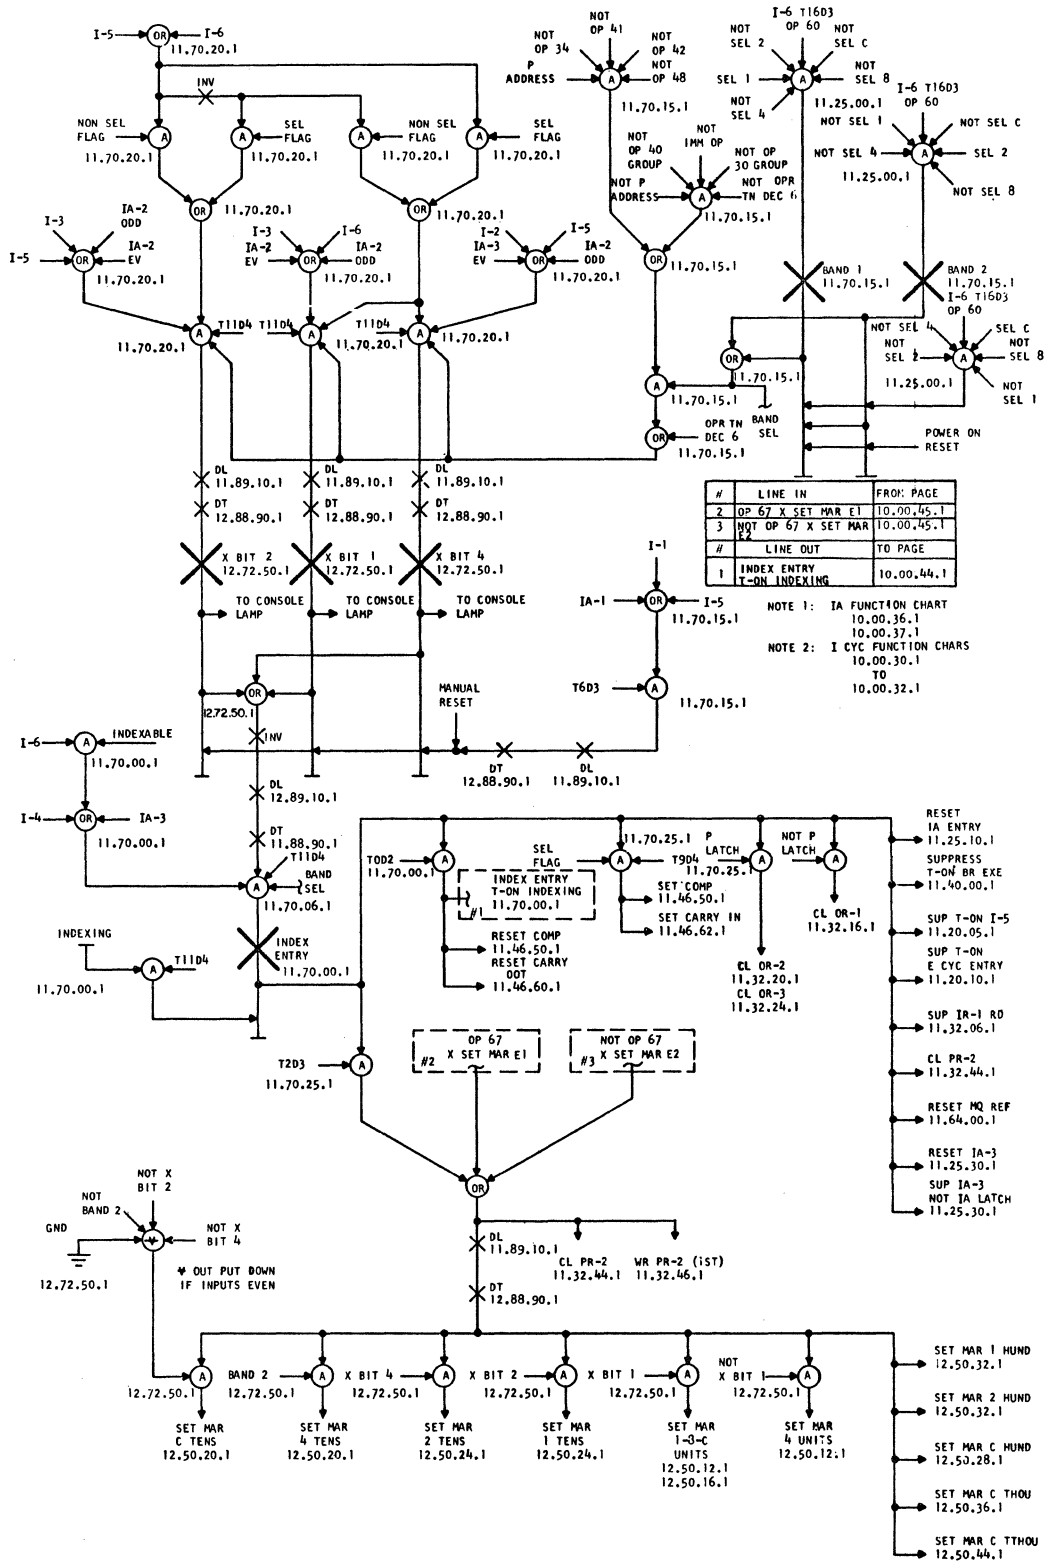 I-5
OR
I-6
11.70.20.1
INV
NON SEL
FLAG
A
11.70.20.1
A
SEL
FLAG
11.70.20.1
NON SEL
FLAG
A
11.70.20.1
A
SEL
FLAG
11.70.20.1
OR
11.70.20.1
OR
11.70.20.1
I-3
IA-2
ODD
I-5
OR
IA-2
EV
11.70.20.1
I-3
I-6
IA-2
EV
OR
IA-2
ODD
11.70.20.1
I-2
I-5
IA-3
EV
OR
IA-2
ODD
11.70.20.1
A
T11D4
11.70.20.1
T11D4
A
11.70.20.1
T11D4
A
11.70.20.1
NOT
OP 41
NOT
OP 34
NOT
OP 42
P
ADDRESS
A
NOT
OP 48
11.70.15.1
NOT
OP 40
GROUP
NOT
IMM OP
NOT OP
30 GROUP
NOT P
ADDRESS
A
NOT OPR
TN DEC 6
11.70.15.1
OR
11.70.15.1
I-6 T16D3
OP 60
NOT
SEL 2
NOT
SEL C
SEL 1
A
NOT
SEL 8
NOT
SEL 4
11.25.00.1
I-6 T16D3
OP 60
NOT SEL 1
NOT SEL C
NOT SEL 4
A
SEL 2
11.25.00.1
NOT SEL 8
BAND 1
11.70.15.1
BAND 2
11.70.15.1
I-6 T16D3
OP 60
NOT SEL 4
SEL C
NOT
SEL 2
A
NOT
SEL 8
11.25.00.1
NOT
SEL 1
OR
11.70.15.1
A
11.70.15.1
BAND
SEL
OR
OPR TN
DEC 6
11.70.15.1
POWER ON
RESET
DL
11.89.10.1
DL
11.89.10.1
DL
11.89.10.1
DT
12.88.90.1
DT
12.88.90.1
DT
12.88.90.1
X BIT 2
12.72.50.1
X BIT 1
12.72.50.1
X BIT 4
12.72.50.1
TO CONSOLE
LAMP
TO CONSOLE
LAMP
TO CONSOLE
LAMP
# LINE IN FROM PAGE
2 OP 67 X SET MAR E1 10.00.45.1
3 NOT OP 67 X SET MAR
E2 10.00.45.1
# LINE OUT TO PAGE
1 INDEX ENTRY
T-ON INDEXING 10.00.44.1
NOTE 1: IA FUNCTION CHART
10.00.36.1
10.00.37.1
NOTE 2: I CYC FUNCTION CHARS
10.00.30.1
TO
10.00.32.1
I-1
IA-1
OR
I-5
11.70.15.1
T6D3
A
11.70.15.1
OR
12.72.50.1
INV
MANUAL
RESET
DT
12.88.90.1
DL
11.89.10.1
I-6
A
INDEXABLE
11.70.00.1
I-4
OR
IA-3
11.70.00.1
DL
12.89.10.1
DT
11.88.90.1
T11D4
A
BAND
SEL
11.70.06.1
INDEXING
A
T11D4
11.70.00.1
INDEX
ENTRY
11.70.00.1
T0D2
A
11.70.00.1
INDEX ENTRY
T-ON INDEXING
11.70.00.1
#1
RESET COMP
11.46.50.1
RESET CARRY
DOT
11.46.60.1
SEL
FLAG
11.70.25.1
A
T9D4
SET COMP
11.46.50.1
SET CARRY IN
11.46.62.1
P
LATCH
A
11.70.25.1
CL OR-2
11.32.20.1
CL OR-3
11.32.24.1
NOT P
LATCH
A
CL OR-1
11.32.16.1
RESET
IA ENTRY
11.25.10.1
SUPPRESS
T-ON BR EXE
11.40.00.1
SUP T-ON I-5
11.20.05.1
SUP T-ON
E CYC ENTRY
11.20.10.1
SUP IR-1 RD
11.32.06.1
CL PR-2
11.32.44.1
RESET MQ REF
11.64.00.1
RESET IA-3
11.25.30.1
SUP IA-3
NOT IA LATCH
11.25.30.1
T2D3
A
11.70.25.1
OP 67
X SET MAR E1
#2
NOT OP 67
X SET MAR E2
#3
OR
DL
11.89.10.1
DT
12.88.90.1
CL PR-2
11.32.44.1
WR PR-2 (1ST)
11.32.46.1
NOT X
BIT 2
NOT
BAND 2
GND
NOT X
BIT 4
12.72.50.1
⩝ OUT PUT DOWN
IF INPUTS EVEN
A
12.72.50.1
BAND 2
A
12.72.50.1
X BIT 4
A
12.72.50.1
X BIT 2
A
12.72.50.1
X BIT 1
A
12.72.50.1
NOT
X BIT 1
A
12.72.50.1
SET MAR
C TENS
12.50.20.1
SET MAR
4 TENS
12.50.20.1
SET MAR
2 TENS
12.50.24.1
SET MAR
1 TENS
12.50.24.1
SET MAR
1-3-C
UNITS
12.50.12.1
12.50.16.1
SET MAR
4 UNITS
12.50.12.1
SET MAR 1 HUND
12.50.32.1
SET MAR 2 HUND
12.50.32.1
SET MAR C HUND
12.50.28.1
SET MAR C THOU
12.50.36.1
SET MAR C TTHOU
12.50.44.1